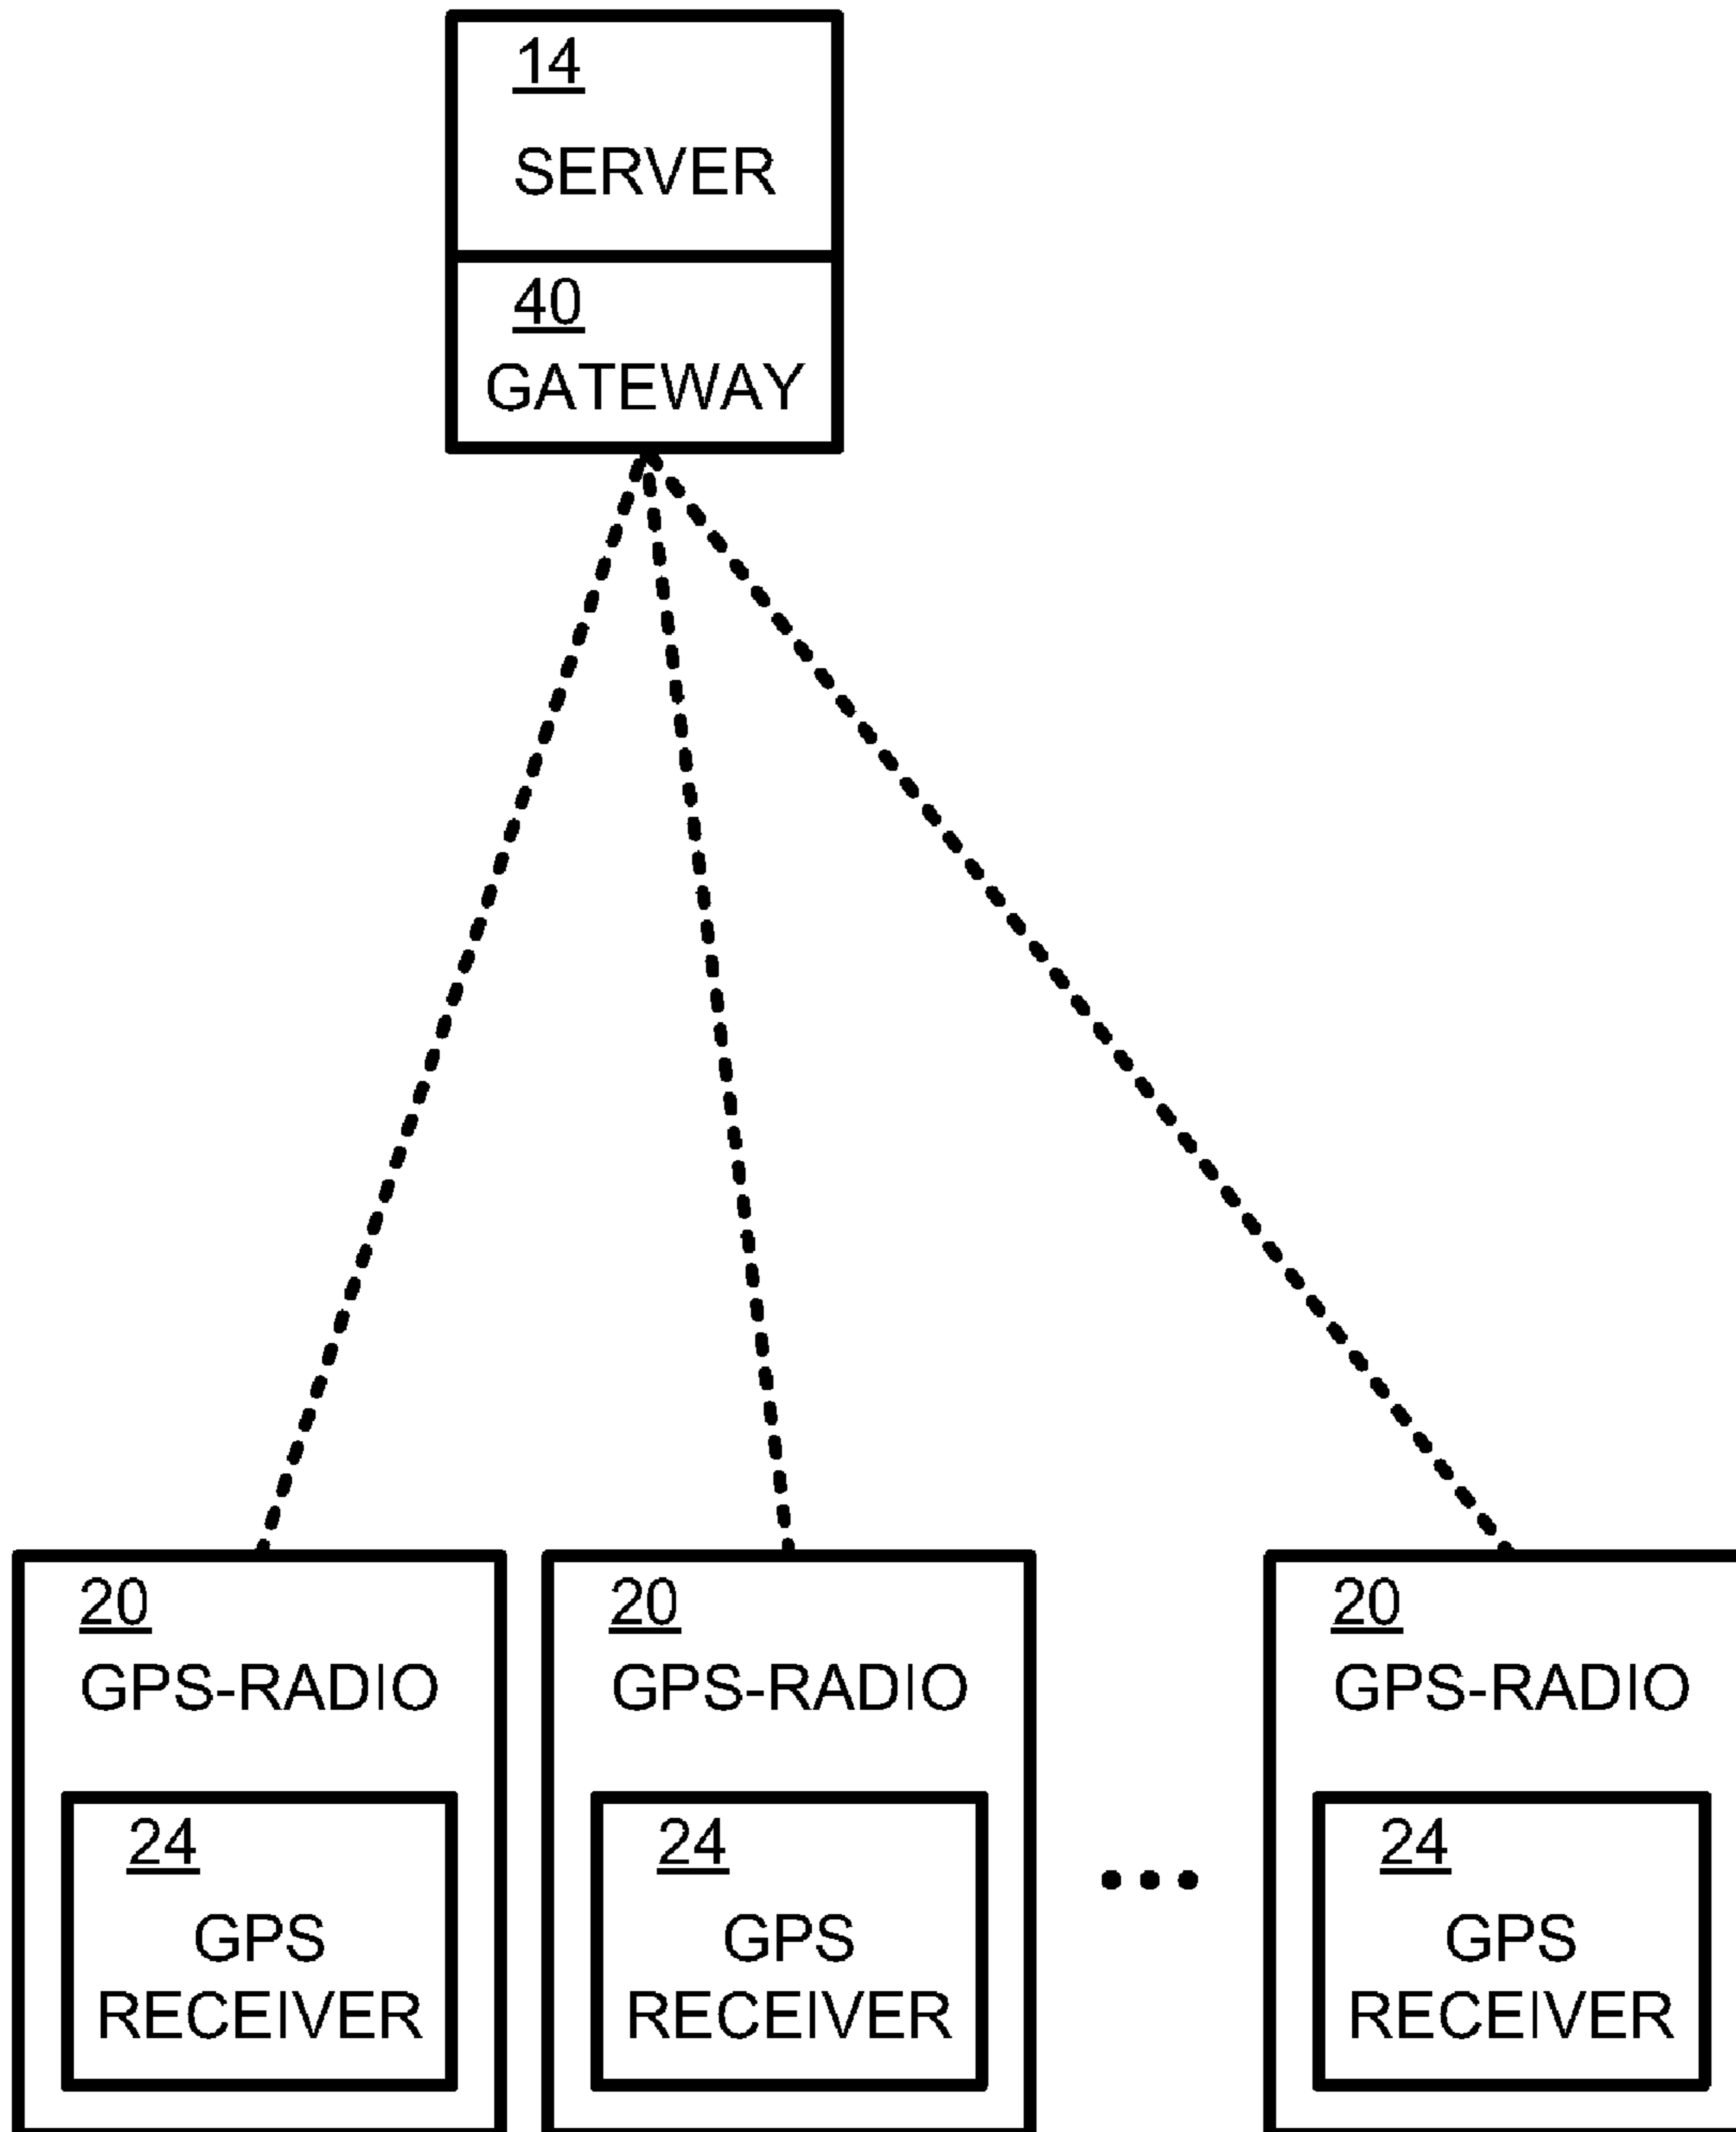 14
SERVER
40
GATEWAY
20
GPS-RADIO
24
GPS
RECEIVER
20
GPS-RADIO
24
GPS
RECEIVER
...
20
GPS-RADIO
24
GPS
RECEIVER